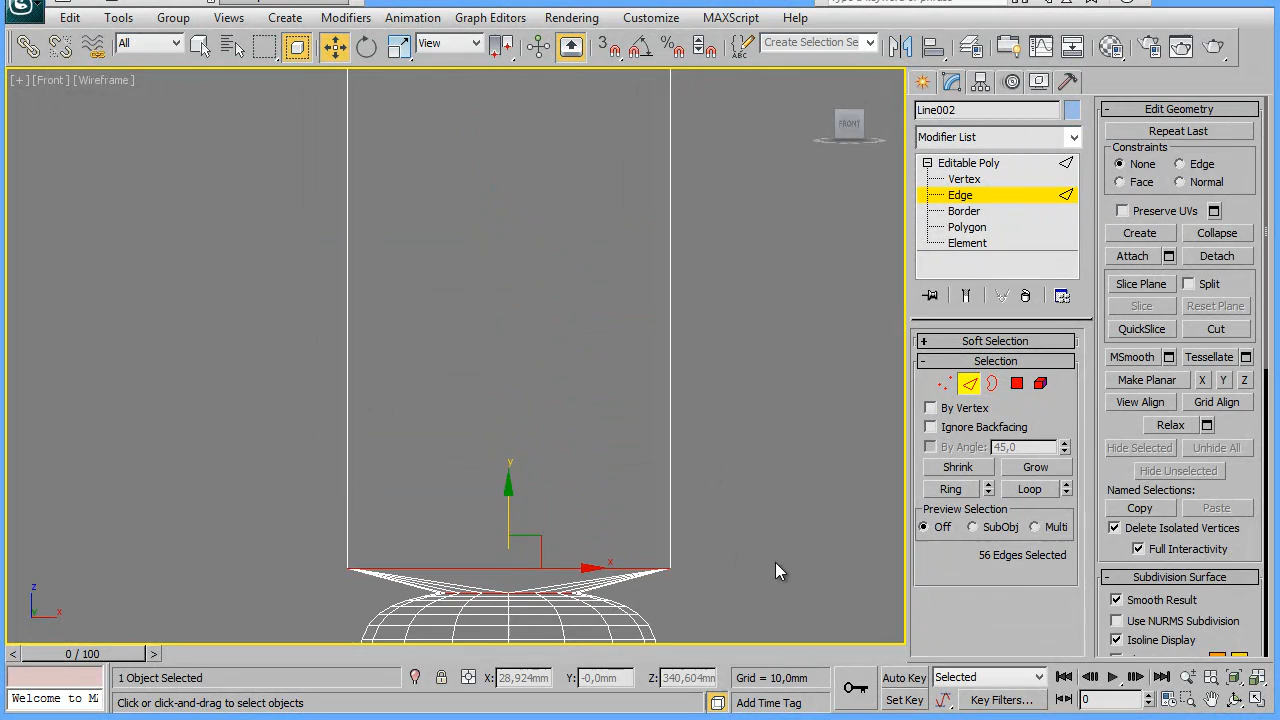 Edit Tools Group Views Create Modifiers Animation Graph Editors Rendering Customize MAXScript Help
All View 3 % ABC Create Selection Se
[+] [Front] [Wireframe]
FRONT
Line002
Modifier List
Editable Poly
Vertex
Edge
Border
Polygon
Element
Soft Selection
Selection
By Vertex
Ignore Backfacing
By Angle: 45,0
Shrink Grow
Ring Loop
Preview Selection
Off SubObj Multi
56 Edges Selected
Edit Geometry
Repeat Last
Constraints
None Edge
Face Normal
Preserve UVs
Create Collapse
Attach Detach
Slice Plane Split
Slice Reset Plane
QuickSlice Cut
MSmooth Tessellate
Make Planar X Y Z
View Align Grid Align
Relax
Hide Selected Unhide All
Hide Unselected
Named Selections:
Copy Paste
Delete Isolated Vertices
Full Interactivity
Subdivision Surface
Smooth Result
Use NURMS Subdivision
Isoline Display
y
x
z
x
< 0 / 100 >
1 Object Selected X: 28,924mm Y: -0,0mm Z: 340,604mm Grid = 10,0mm Auto Key Selected
Welcome to Click or click-and-drag to select objects Add Time Tag Set Key Key Filters... 0